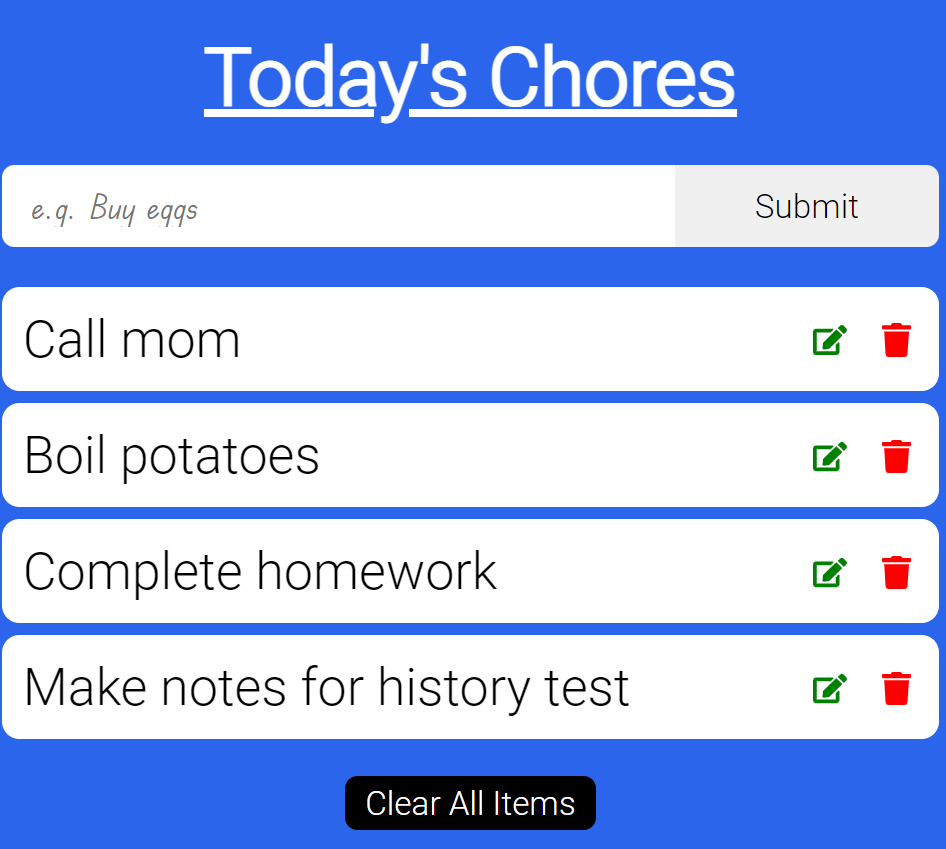 Today's Chores
e.g. Buy eggs
Submit
Call mom
Boil potatoes
Complete homework
Make notes for history test
Clear All Items